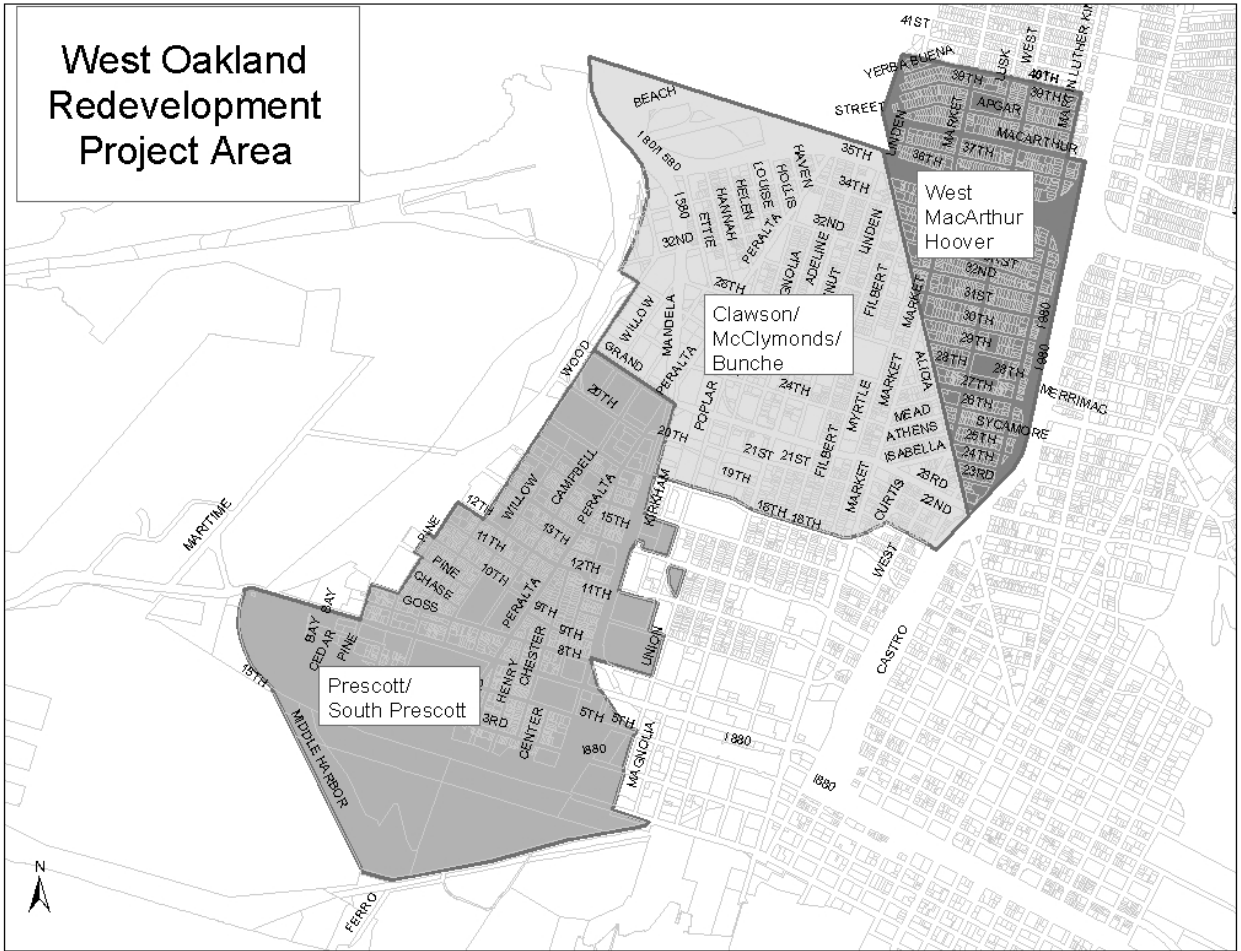 West Oakland
Redevelopment
Project Area
41ST
YERBA BUENA
LUSK
WEST
40TH
39TH
39TH
STREET
LINDEN
MARKET
APGAR
MACARTHUR
36TH
37TH
BEACH
I 80/I 580
I 580
ETTIE
HANNAH
HELEN
LOUISE
HOLLIS
HAVEN
35TH
34TH
32ND
PERALTA
32ND
ADELINE
LINDEN
28TH
FILBERT
MARKET
West
MacArthur
Hoover
32ND
31ST
30TH
29TH
28TH
28TH
27TH
26TH
SYCAMORE
25TH
24TH
23RD
I 980
I 980
MERRIMAC
WILLOW
MANDELA
GRAND
WOOD
PERALTA
POPLAR
Clawson/
McClymonds/
Bunche
24TH
MYRTLE
MARKET
ALICIA
MEAD
ATHENS
ISABELLA
20TH
20TH
21ST
21ST
FILBERT
19TH
18TH
18TH
MARKET
CURTIS
23RD
22ND
WEST
CASTRO
MARITIME
12TH
PINE
WILLOW
CAMPBELL
PERALTA
KIRKHAM
15TH
13TH
11TH
10TH
PINE
CHASE
GOSS
12TH
11TH
PERALTA
9TH
9TH
8TH
BAY
BAY
CEDAR
PINE
15TH
HENRY
CHESTER
UNION
Prescott/
South Prescott
3RD
CENTER
5TH
5TH
I880
MAGNOLIA
I 880
I880
MIDDLE HARBOR
FERRO
N